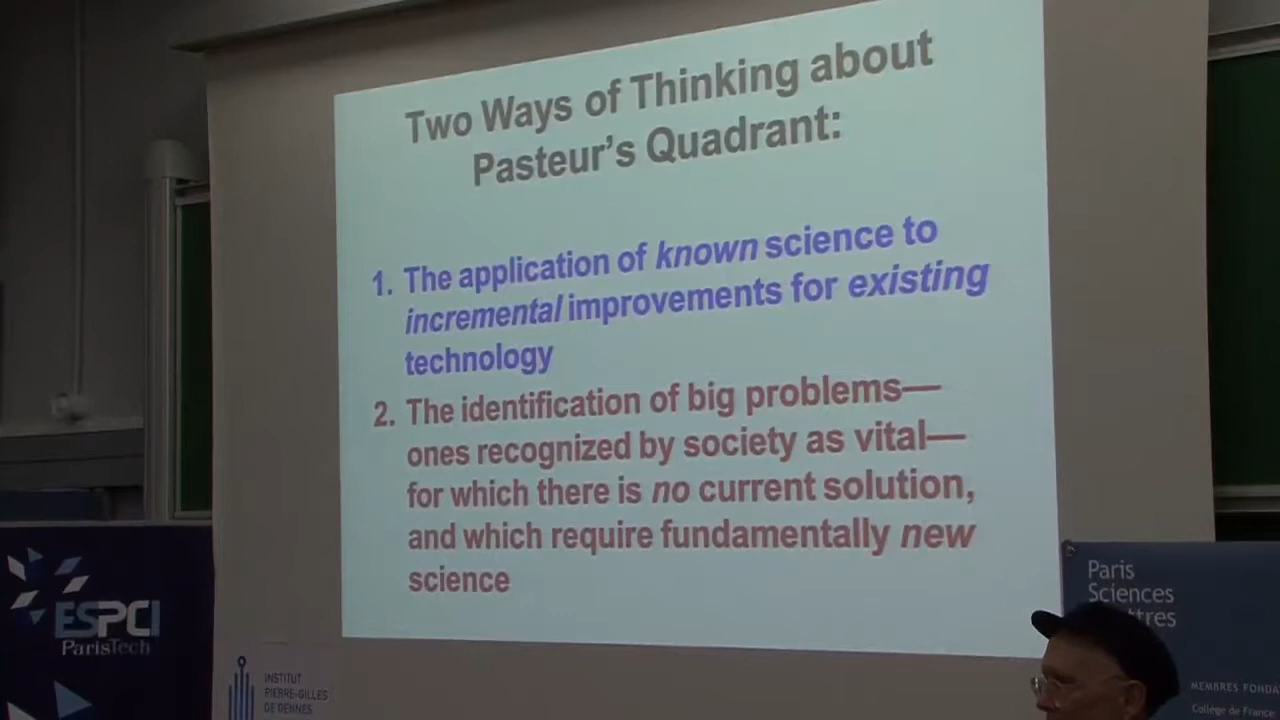 Two Ways of Thinking about
Pasteur's Quadrant:
1. The application of known science to
incremental improvements for existing
technology
2. The identification of big problems—
ones recognized by society as vital—
for which there is no current solution,
and which require fundamentally new
science
ESPCI
ParisTech
INSTITUT
PIERRE-GILLES
DE GENNES
Paris
Sciences
ttres
MEMBRES FONDA
Collège de France